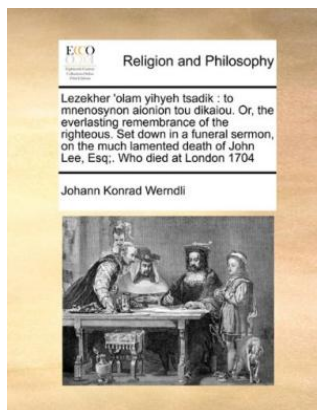 ECCO
Religion and Philosophy
Lezekher 'olam yihyeh tsadik : to
mnenosynon aionion tou dikaiou. Or, the
everlasting remembrance of the
righteous. Set down in a funeral sermon,
on the much lamented death of John
Lee, Esq;. Who died at London 1704
Johann Konrad Werndli